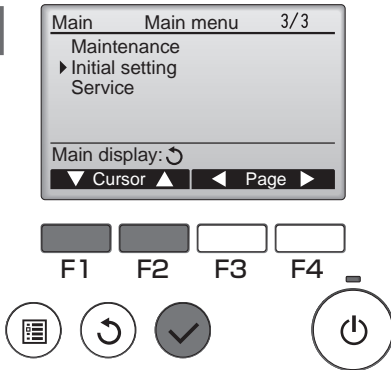 Main Main menu 3/3
Maintenance
Initial setting
Service
Main display:
Cursor Page
F1 F2 F3 F4